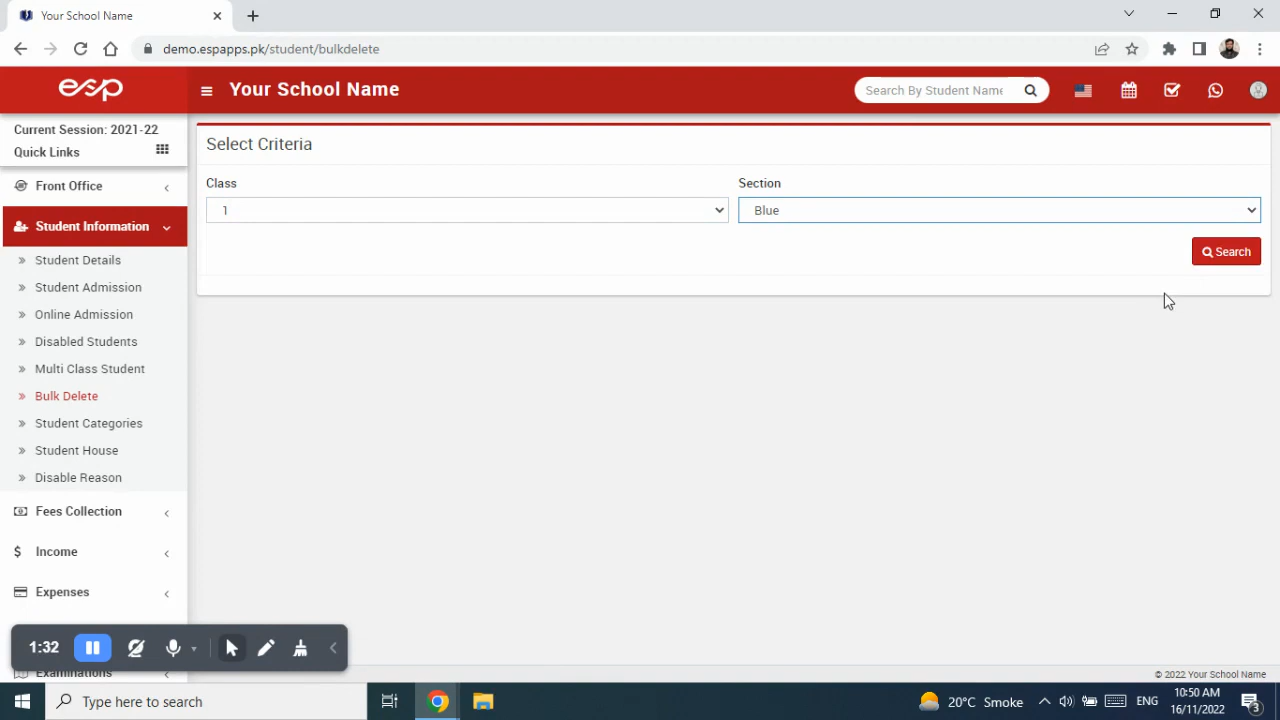 Your School Name
demo.espapps.pk/student/bulkdelete
esp
Your School Name
Search By Student Name
Current Session: 2021-22
Quick Links
Select Criteria
Front Office
Class
Section
1
Blue
Student Information
Search
Student Details
Student Admission
Online Admission
Disabled Students
Multi Class Student
Bulk Delete
Student Categories
Student House
Disable Reason
Fees Collection
$ Income
Expenses
1:32
Examinations
© 2022 Your School Name
Type here to search
20°C Smoke
ENG
10:50 AM
16/11/2022
3